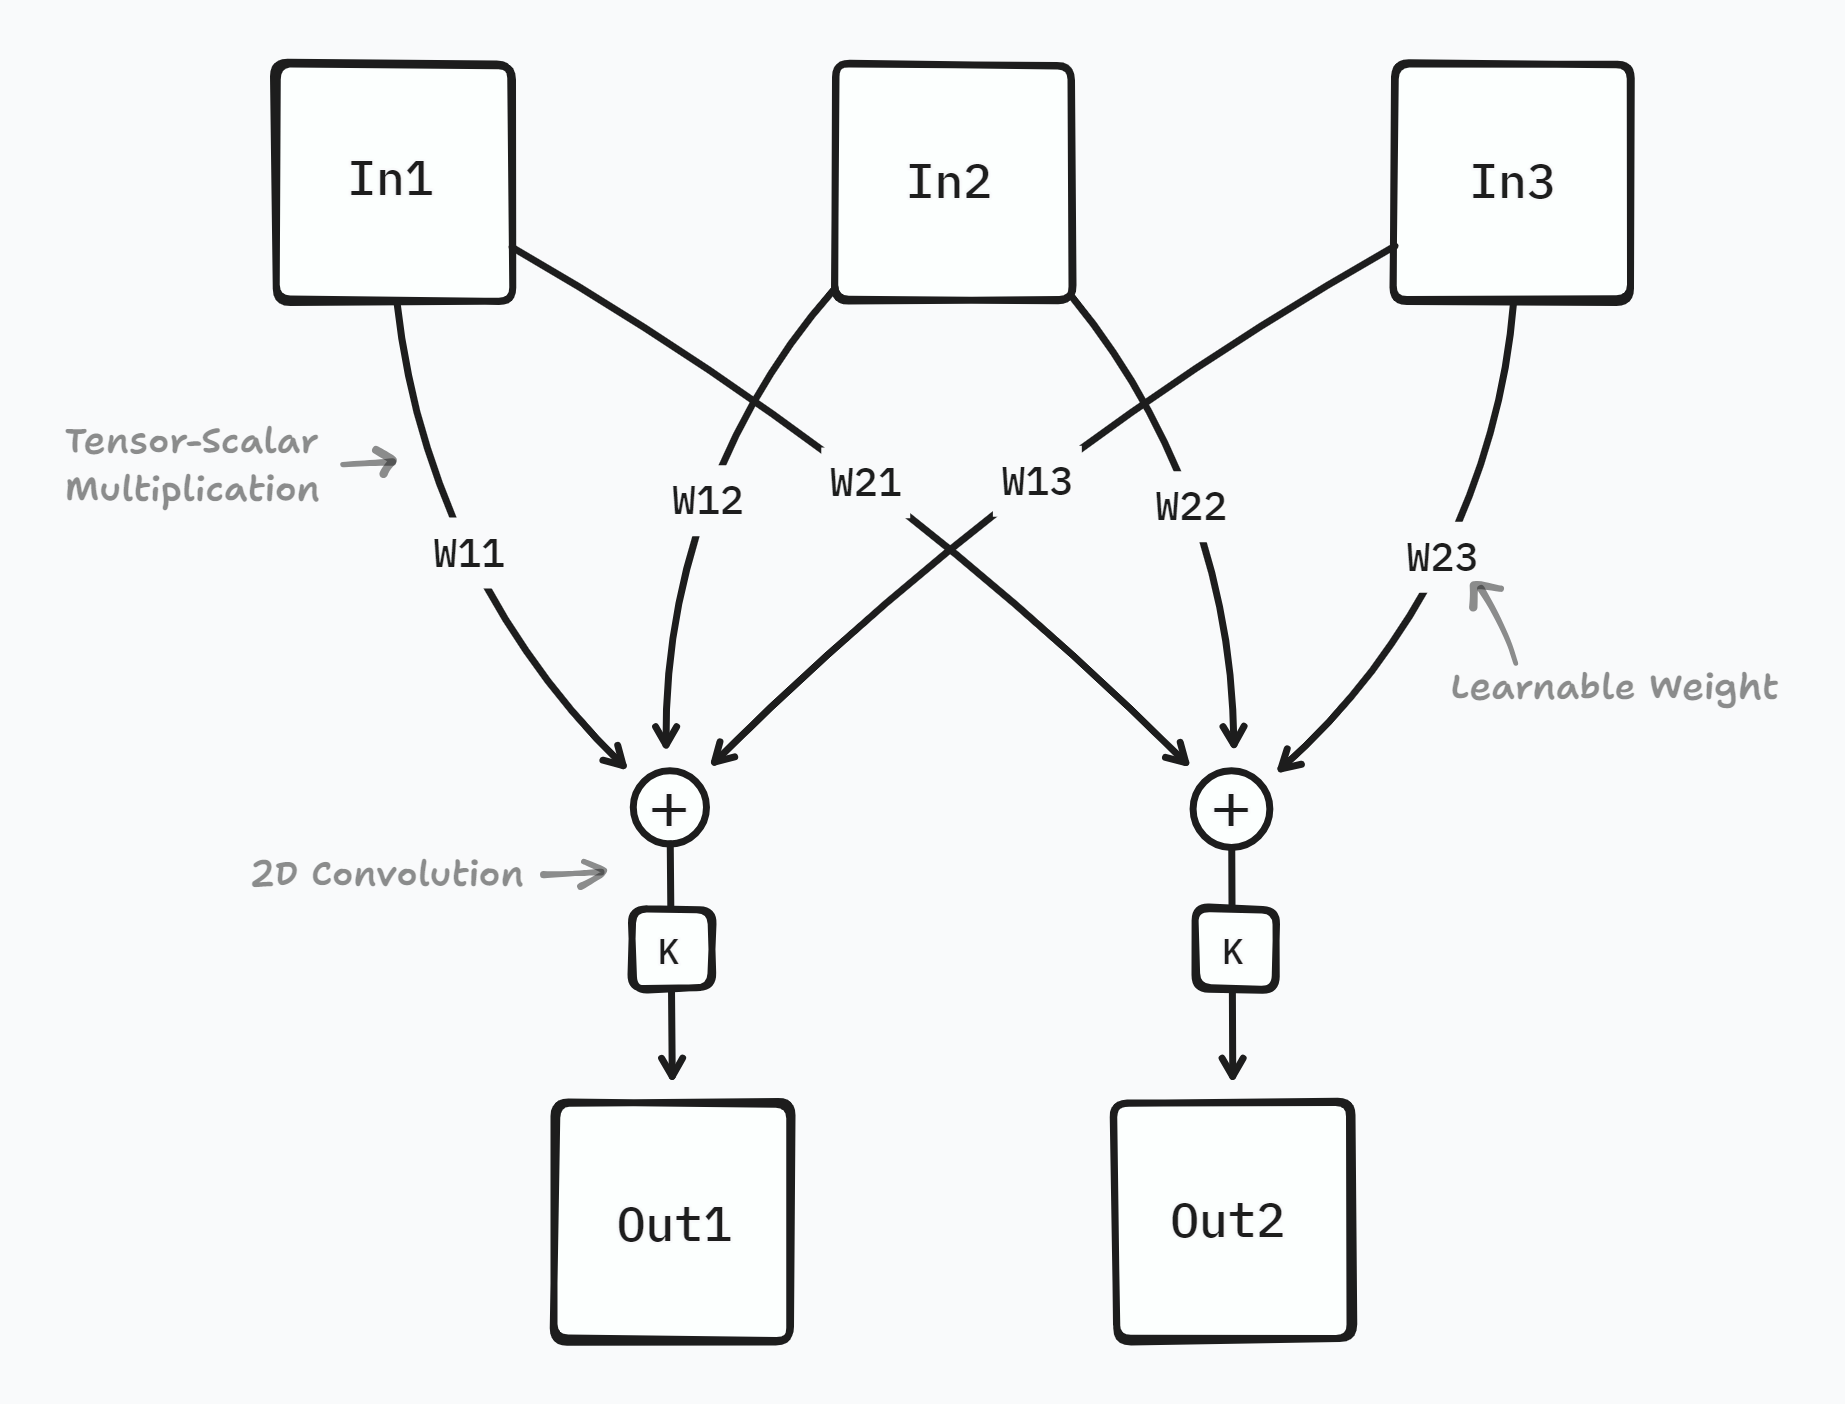 In1
In2
In3
Tensor-Scalar
Multiplication
W11
W12
W21
W13
W22
W23
Learnable Weight
+
+
2D Convolution
K
K
Out1
Out2